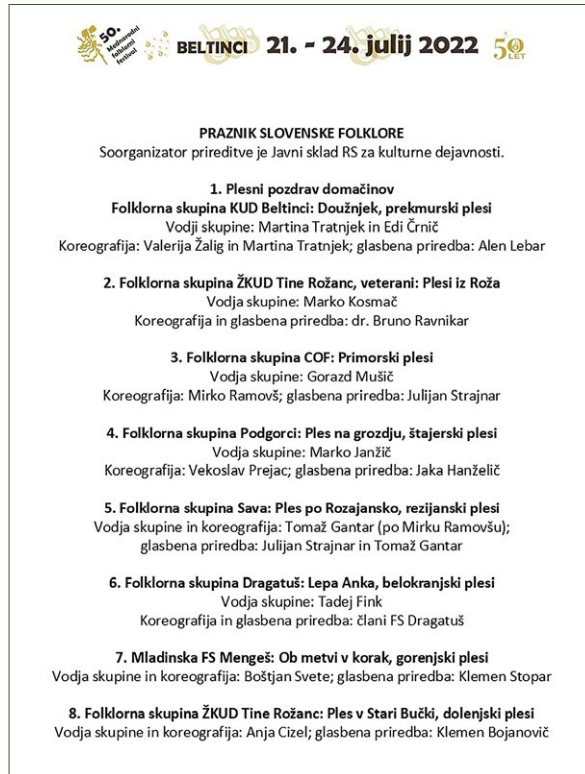 50.
Mednarodni
folklorni
festival
BELTINCI 21. - 24. julij 2022
50
LET
PRAZNIK SLOVENSKE FOLKLORE
Soorganizator prireditve je Javni sklad RS za kulturne dejavnosti.
1. Plesni pozdrav domačinov
Folklorna skupina KUD Beltinci: Doužnjek, prekmurski plesi
Vodji skupine: Martina Tratnjek in Edi Črnič
Koreografija: Valerija Žalig in Martina Tratnjek; glasbena priredba: Alen Lebar
2. Folklorna skupina ŽKUD Tine Rožanc, veterani: Plesi iz Roža
Vodja skupine: Marko Kosmač
Koreografija in glasbena priredba: dr. Bruno Ravnikar
3. Folklorna skupina COF: Primorski plesi
Vodja skupine: Gorazd Mušič
Koreografija: Mirko Ramovš; glasbena priredba: Julijan Strajnar
4. Folklorna skupina Podgorci: Ples na grozdju, štajerski plesi
Vodja skupine: Marko Janžič
Koreografija: Vekoslav Prejac; glasbena priredba: Jaka Hanželič
5. Folklorna skupina Sava: Ples po Rozajansko, rezijanski plesi
Vodja skupine in koreografija: Tomaž Gantar (po Mirku Ramovšu);
glasbena priredba: Julijan Strajnar in Tomaž Gantar
6. Folklorna skupina Dragatuš: Lepa Anka, belokranjski plesi
Vodja skupine: Tadej Fink
Koreografija in glasbena priredba: člani FS Dragatuš
7. Mladinska FS Mengeš: Ob metvi v korak, gorenjski plesi
Vodja skupine in koreografija: Boštjan Svete; glasbena priredba: Klemen Stopar
8. Folklorna skupina ŽKUD Tine Rožanc: Ples v Stari Bučki, dolenjski plesi
Vodja skupine in koreografija: Anja Cizel; glasbena priredba: Klemen Bojanovič